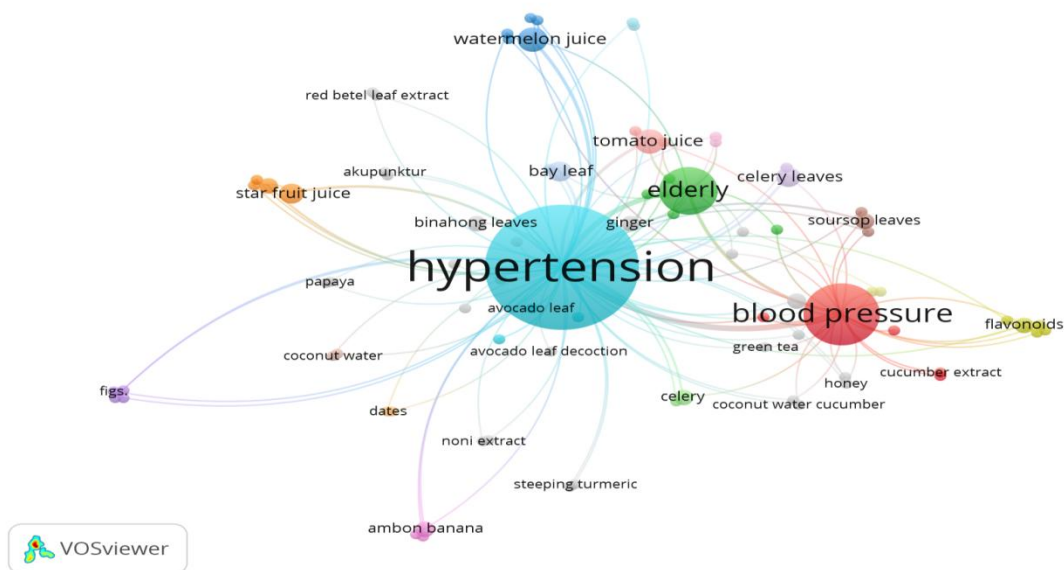 watermelon juice
red betel leaf extract
tomato juice
akupunktur
bay leaf
celery leaves
star fruit juice
elderly
binahong leaves
ginger
soursop leaves
hypertension
papaya
avocado leaf
blood pressure
flavonoids
coconut water
avocado leaf decoction
green tea
cucumber extract
figs.
honey
celery
coconut water cucumber
dates
noni extract
steeping turmeric
ambon banana
VOSviewer